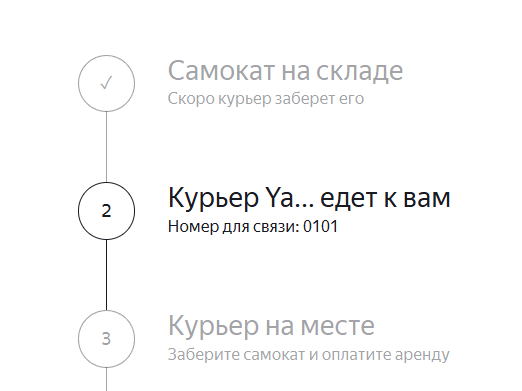 ✓
Самокат на складе
Скоро курьер заберет его
2
Курьер Ya... едет к вам
Номер для связи: 0101
3
Курьер на месте
Заберите самокат и оплатите аренду